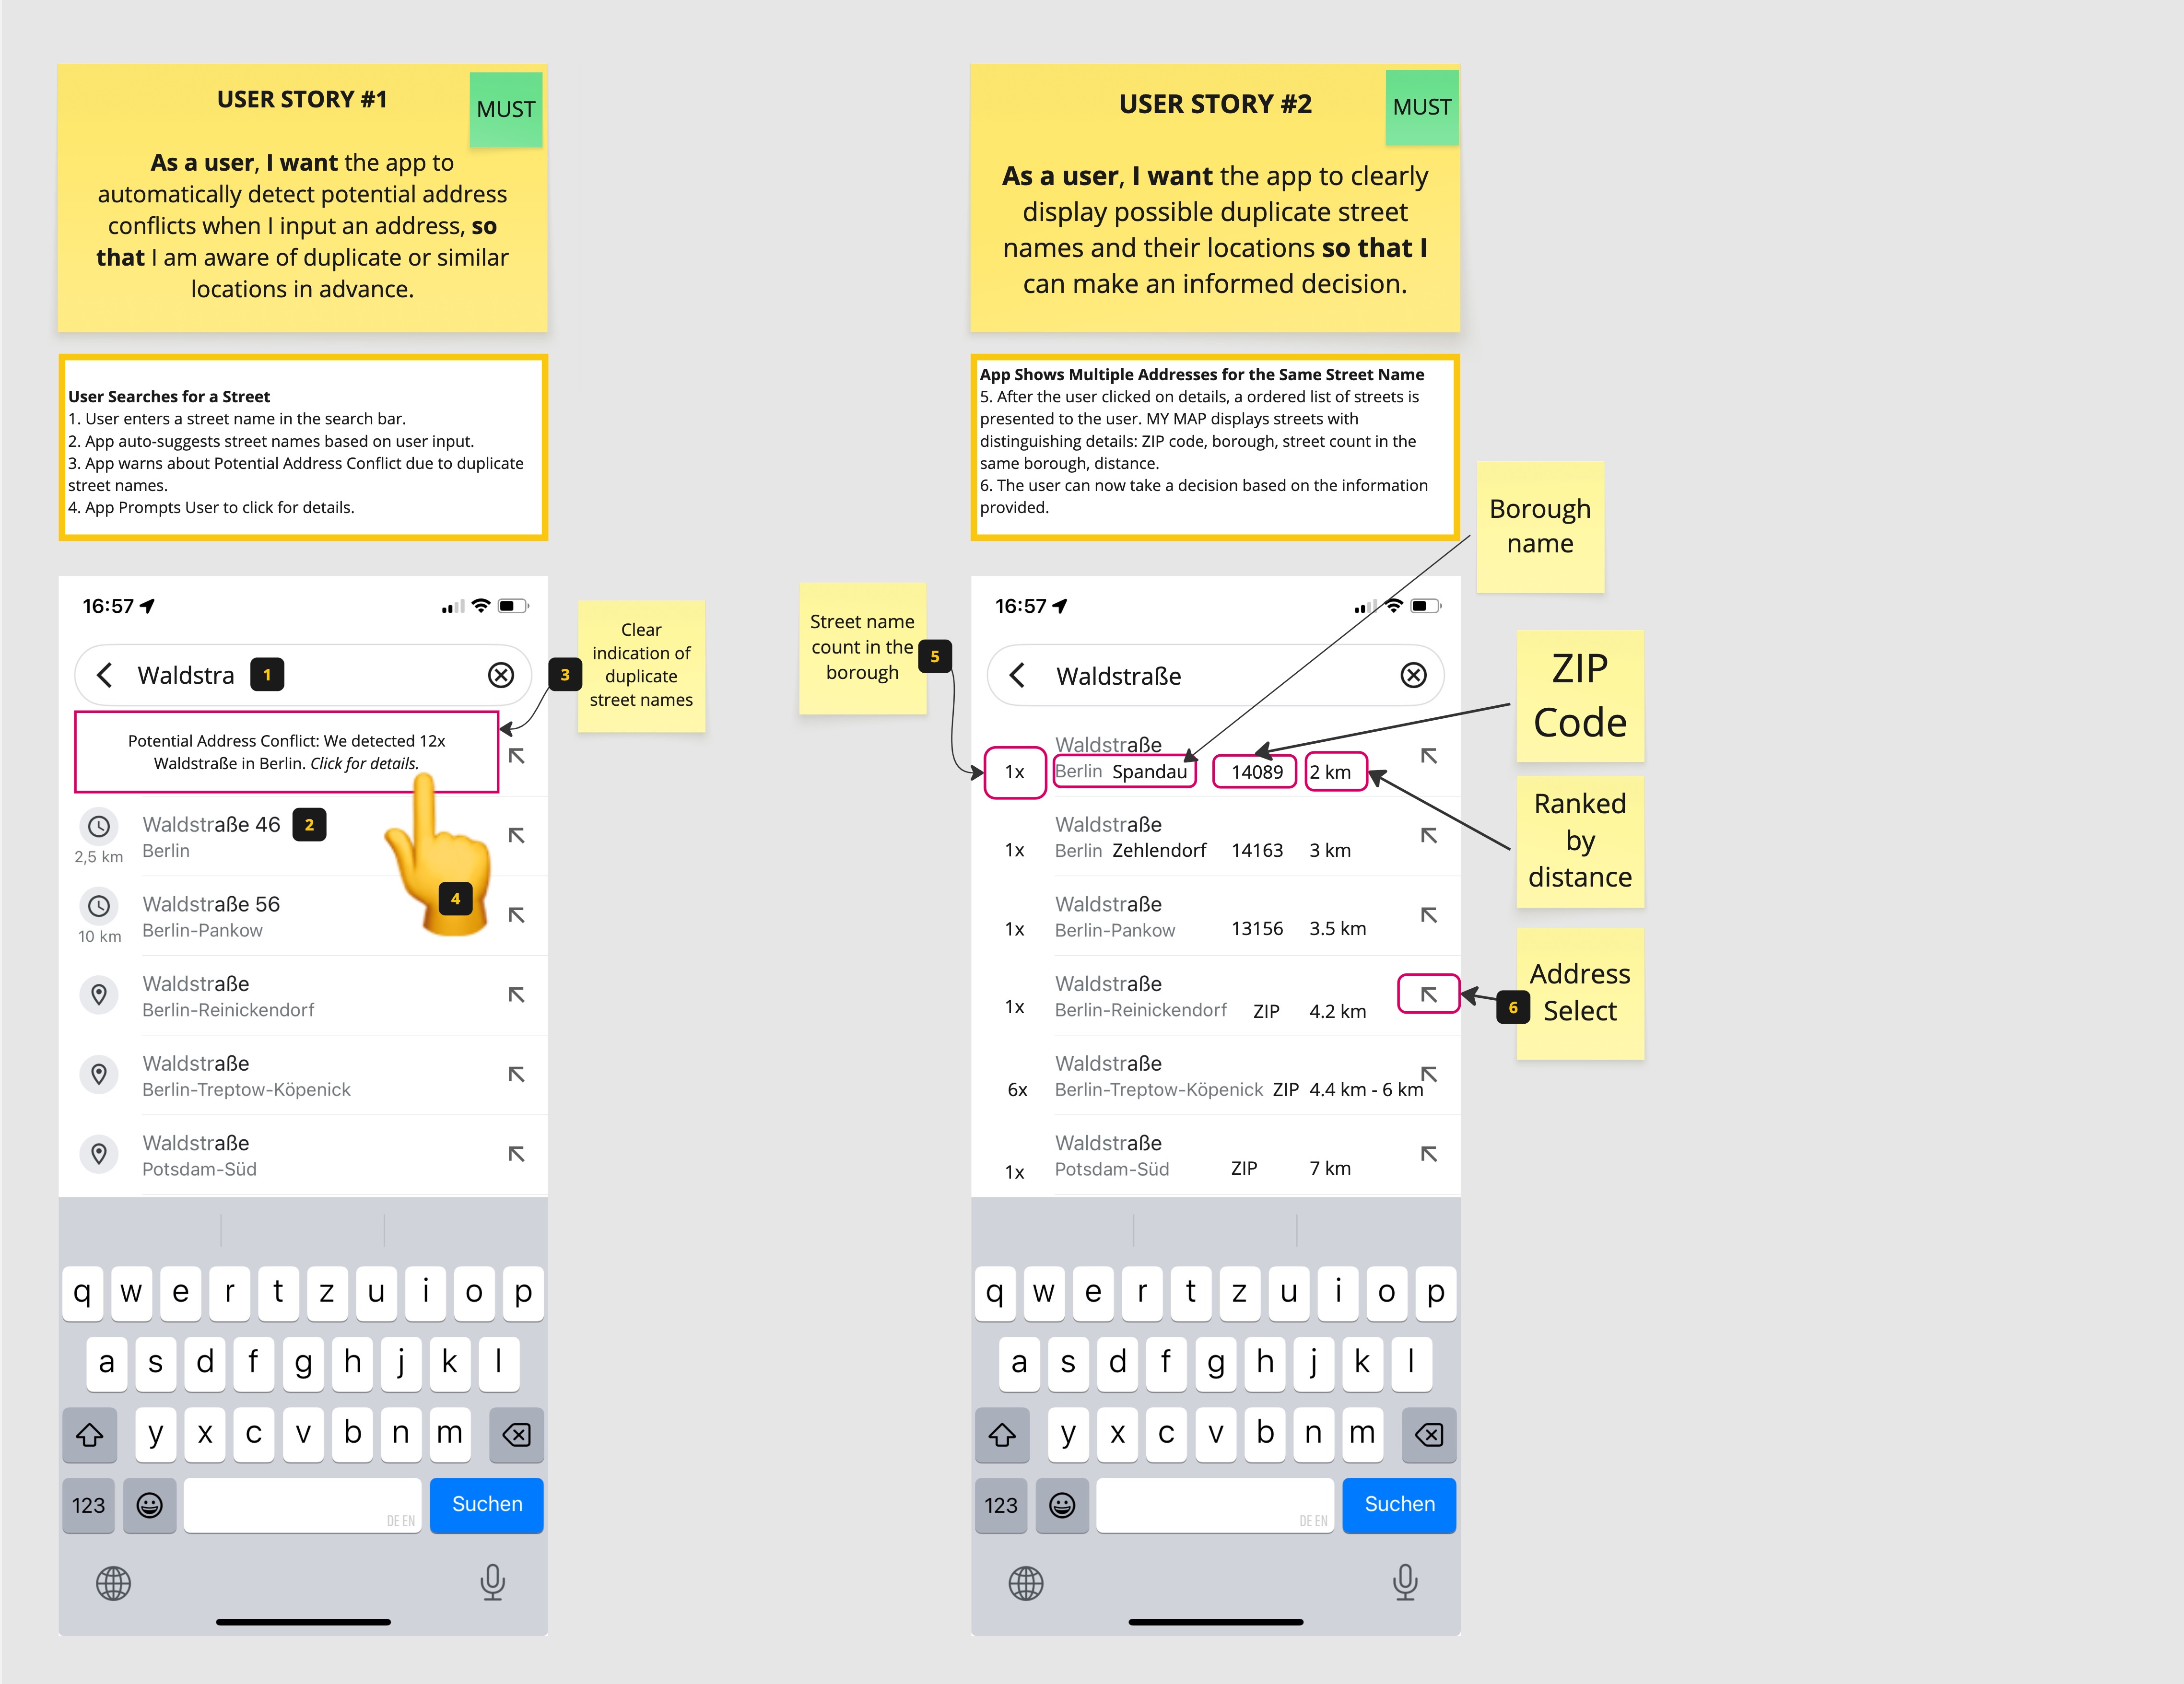 USER STORY #1
MUST
As a user, I want the app to
automatically detect potential address
conflicts when I input an address, so
that I am aware of duplicate or similar
locations in advance.
User Searches for a Street
1. User enters a street name in the search bar.
2. App auto-suggests street names based on user input.
3. App warns about Potential Address Conflict due to duplicate
street names.
4. App Prompts User to click for details.
16:57
Waldstra
1
3
Clear
indication of
duplicate
street names
Potential Address Conflict: We detected 12x
Waldstraße in Berlin. Click for details.
Waldstraße 46
2
2,5 km
Berlin
4
Waldstraße 56
10 km
Berlin-Pankow
Waldstraße
Berlin-Reinickendorf
Waldstraße
Berlin-Treptow-Köpenick
Waldstraße
Potsdam-Süd
q w e r t z u i o p
a s d f g h j k l
y x c v b n m
123
DE EN
Suchen
USER STORY #2
MUST
As a user, I want the app to clearly
display possible duplicate street
names and their locations so that I
can make an informed decision.
App Shows Multiple Addresses for the Same Street Name
5. After the user clicked on details, a ordered list of streets is
presented to the user. MY MAP displays streets with
distinguishing details: ZIP code, borough, street count in the
same borough, distance.
6. The user can now take a decision based on the information
provided.
Borough
name
Street name
count in the
borough
5
16:57
Waldstraße
ZIP
Code
Waldstraße
1x Berlin Spandau 14089 2 km
Ranked
by
distance
Waldstraße
1x Berlin Zehlendorf 14163 3 km
Waldstraße
1x Berlin-Pankow 13156 3.5 km
Address
Select
6
Waldstraße
1x Berlin-Reinickendorf ZIP 4.2 km
Waldstraße
6x Berlin-Treptow-Köpenick ZIP 4.4 km - 6 km
Waldstraße
1x Potsdam-Süd ZIP 7 km
q w e r t z u i o p
a s d f g h j k l
y x c v b n m
123
DE EN
Suchen